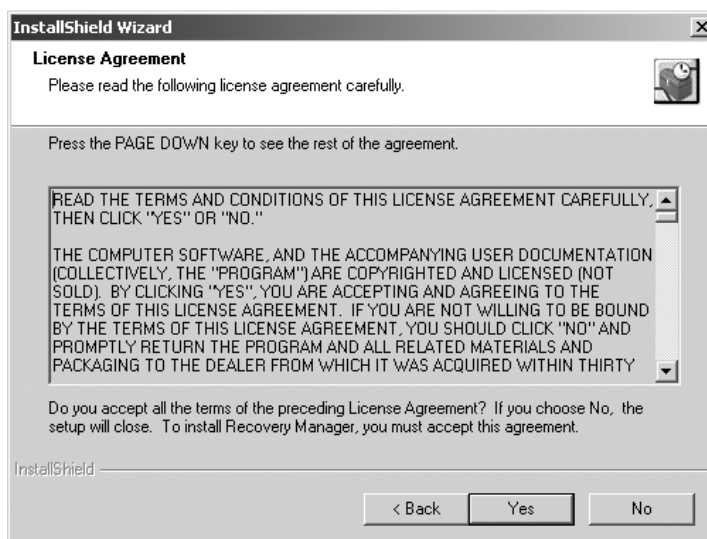 InstallShield Wizard
License Agreement
Please read the following license agreement carefully.
Press the PAGE DOWN key to see the rest of the agreement.
READ THE TERMS AND CONDITIONS OF THIS LICENSE AGREEMENT CAREFULLY,
THEN CLICK "YES" OR "NO."
THE COMPUTER SOFTWARE, AND THE ACCOMPANYING USER DOCUMENTATION
(COLLECTIVELY, THE "PROGRAM") ARE COPYRIGHTED AND LICENSED (NOT
SOLD). BY CLICKING "YES", YOU ARE ACCEPTING AND AGREEING TO THE
TERMS OF THIS LICENSE AGREEMENT. IF YOU ARE NOT WILLING TO BE BOUND
BY THE TERMS OF THIS LICENSE AGREEMENT, YOU SHOULD CLICK "NO" AND
PROMPTLY RETURN THE PROGRAM AND ALL RELATED MATERIALS AND
PACKAGING TO THE DEALER FROM WHICH IT WAS ACQUIRED WITHIN THIRTY
Do you accept all the terms of the preceding License Agreement? If you choose No, the
setup will close. To install Recovery Manager, you must accept this agreement.
InstallShield
< Back Yes No